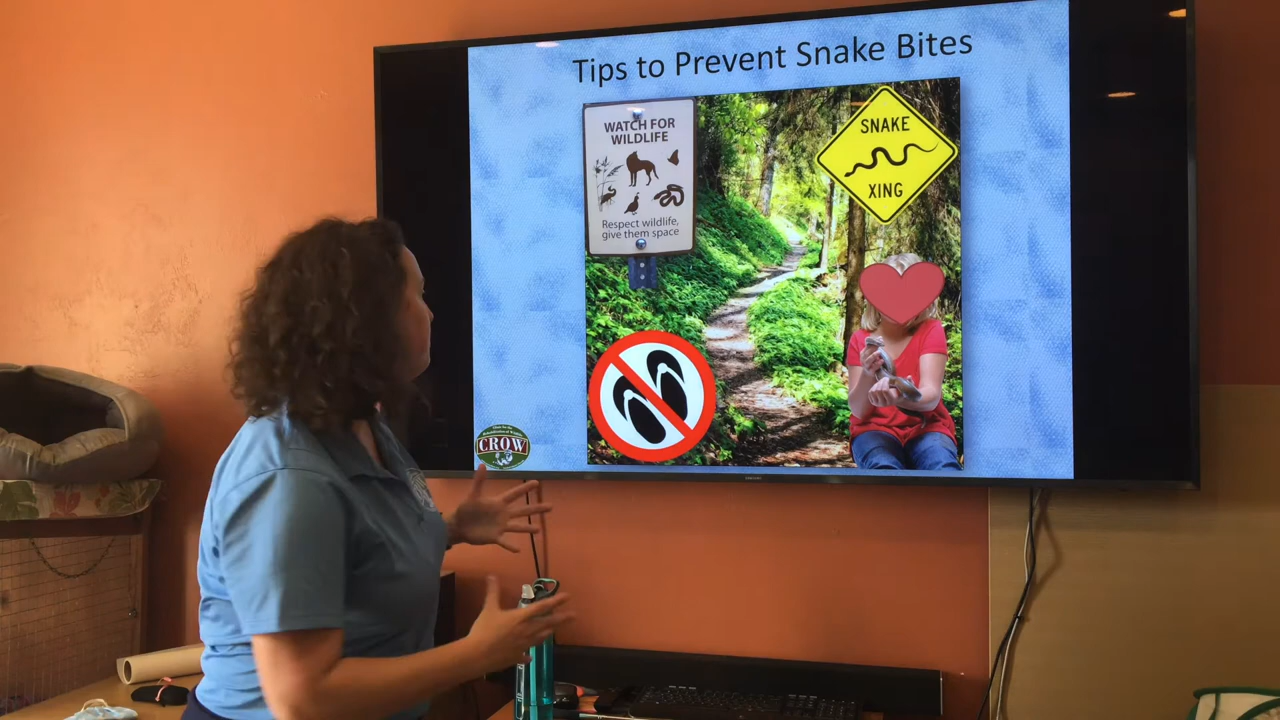 Tips to Prevent Snake Bites
WATCH FOR
WILDLIFE
Respect wildlife,
give them space
SNAKE
XING
CROW